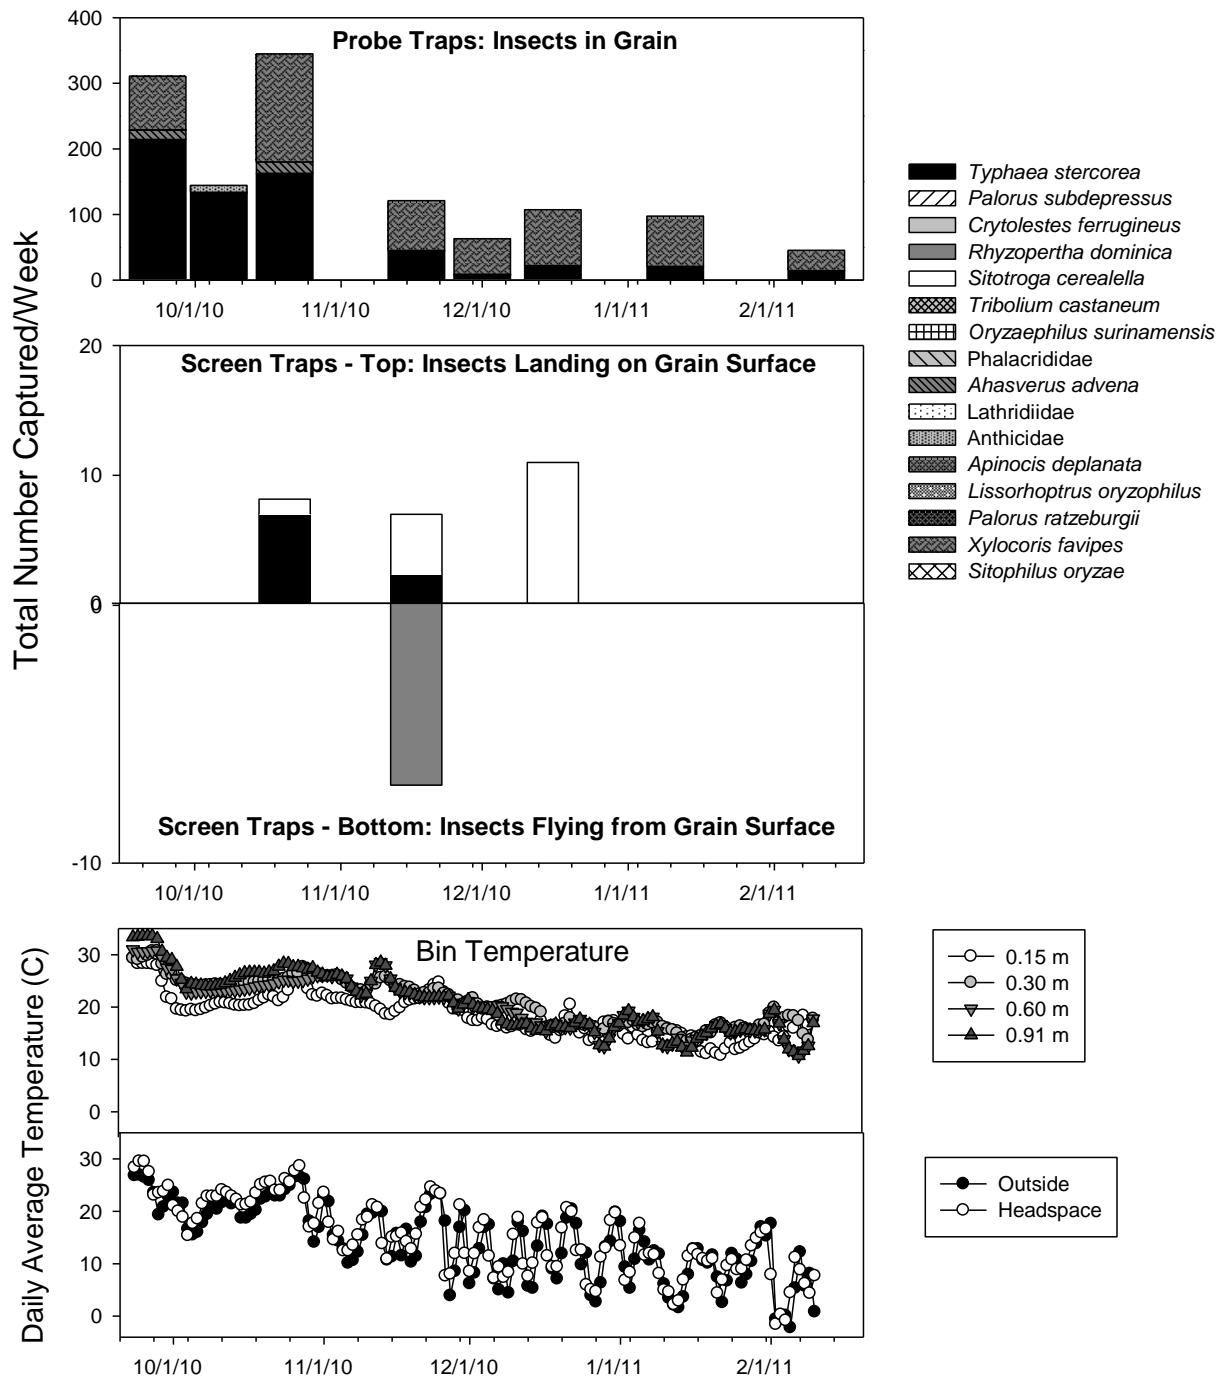 Total Number Captured/Week
Probe Traps: Insects in Grain
400
300
200
100
0
10/1/10 11/1/10 12/1/10 1/1/11 2/1/11
Screen Traps - Top: Insects Landing on Grain Surface
20
10
0
0
-10
Screen Traps - Bottom: Insects Flying from Grain Surface
10/1/10 11/1/10 12/1/10 1/1/11 2/1/11
Typhaea stercorea
Palorus subdepressus
Crytolestes ferrugineus
Rhyzopertha dominica
Sitotroga cerealella
Tribolium castaneum
Oryzaephilus surinamensis
Phalacrididae
Ahasverus advena
Lathridiidae
Anthicidae
Apinocis deplanata
Lissorhoptrus oryzophilus
Palorus ratzeburgii
Xylocoris favipes
Sitophilus oryzae
Daily Average Temperature (C)
Bin Temperature
30
20
10
0
0.15 m
0.30 m
0.60 m
0.91 m
30
20
10
0
Outside
Headspace
10/1/10 11/1/10 12/1/10 1/1/11 2/1/11